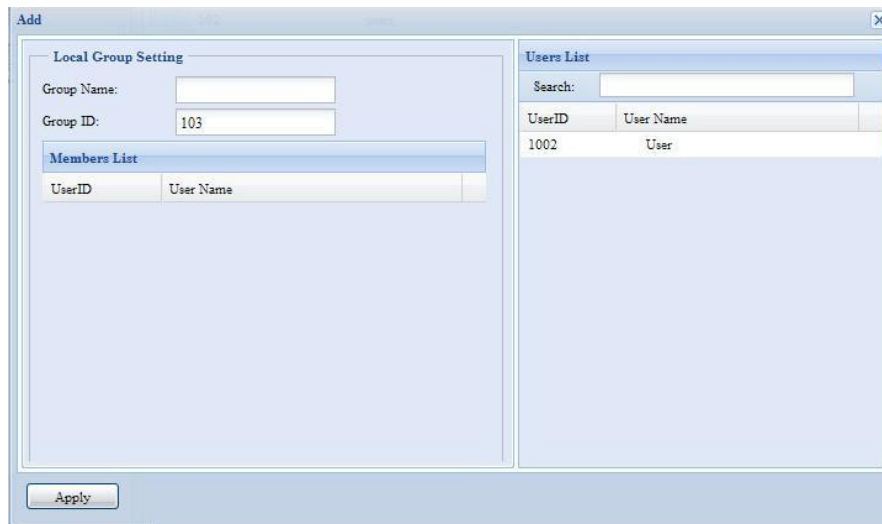 Add
Local Group Setting
Group Name:
Group ID: 103
Members List
UserID User Name
Apply
Users List
Search:
UserID User Name
1002 User